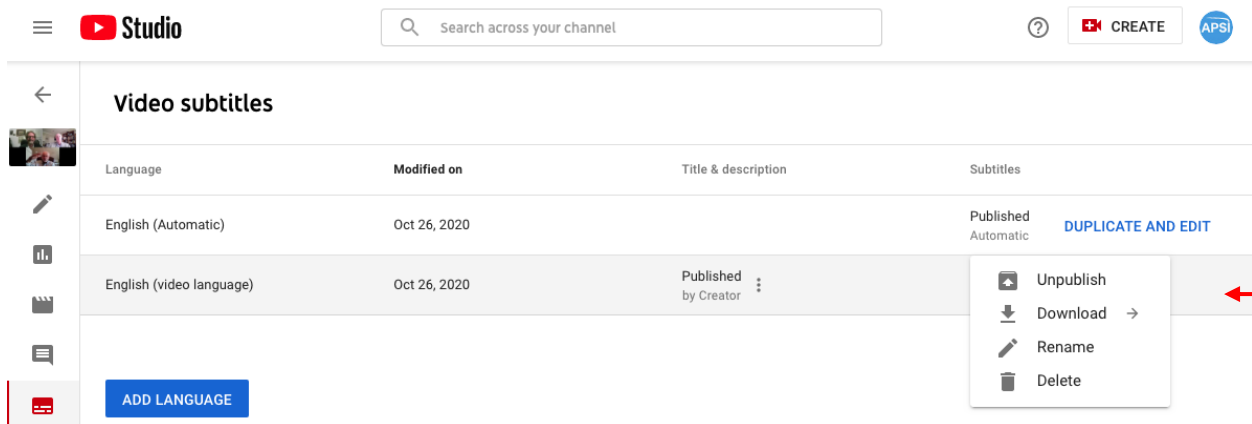 Studio
Search across your channel
CREATE
APSI
Video subtitles
Language Modified on Title & description Subtitles
English (Automatic) Oct 26, 2020 Published Automatic DUPLICATE AND EDIT
English (video language) Oct 26, 2020 Published by Creator
Unpublish
Download
Rename
Delete
ADD LANGUAGE